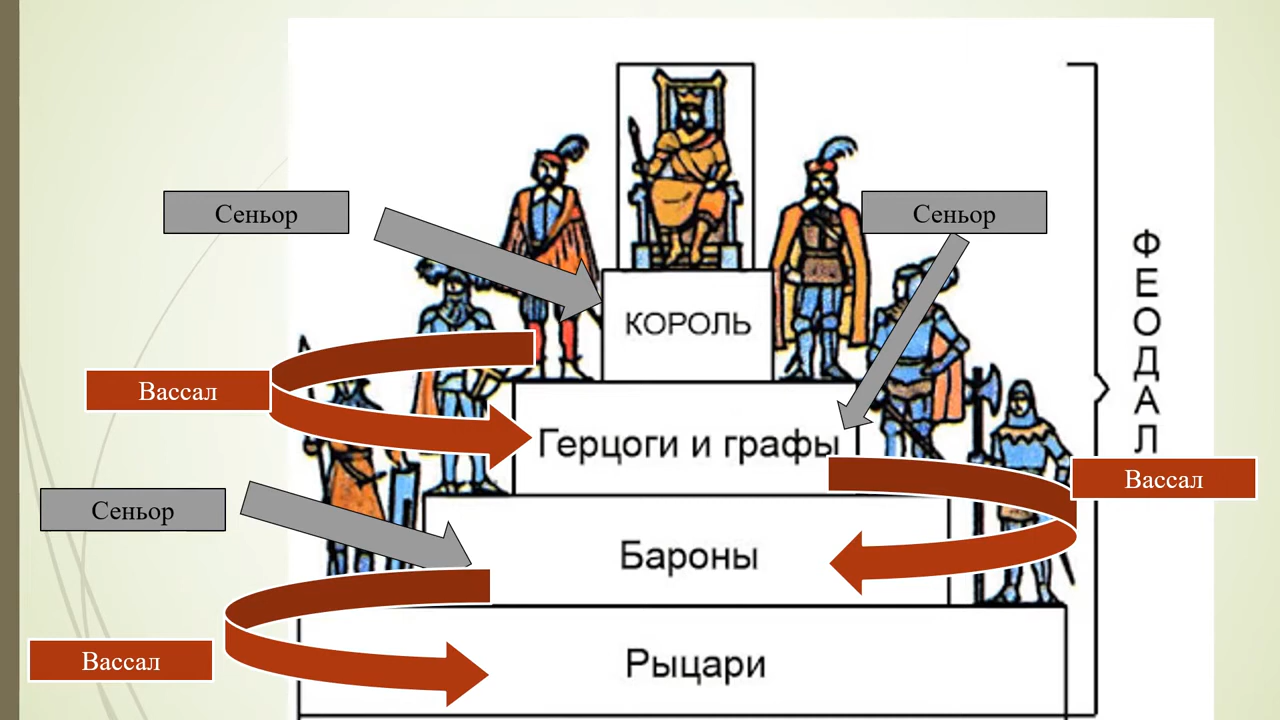 Сеньор
Сеньор
КОРОЛЬ
Вассал
Герцоги и графы
Вассал
Сеньор
Бароны
Вассал
Рыцари
ФЕОДАЛ